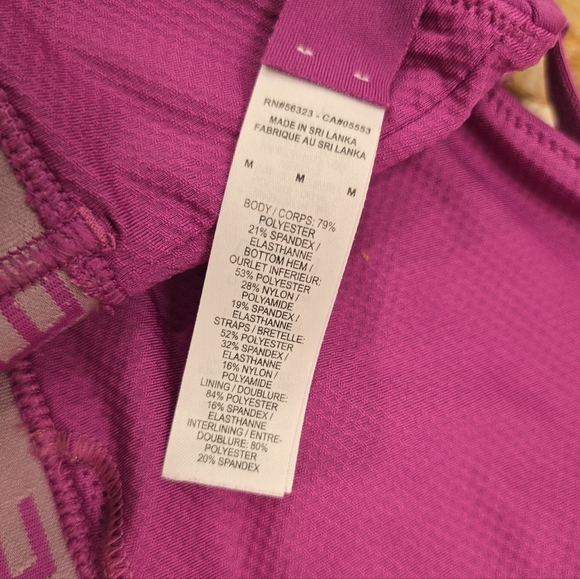 RN#56323 - CA#05553
MADE IN SRI LANKA
FABRIQUE AU SRI LANKA
M M M
BODY / CORPS: 79%
POLYESTER
21% SPANDEX /
ELASTHANNE
BOTTOM HEM /
OURLET INFERIEUR:
53% POLYESTER
28% NYLON /
POLYAMIDE
19% SPANDEX /
ELASTHANNE
STRAPS / BRETELLE:
52% POLYESTER
32% SPANDEX /
ELASTHANNE
16% NYLON /
POLYAMIDE
LINING / DOUBLURE:
84% POLYESTER
16% SPANDEX /
ELASTHANNE
INTERLINING / ENTRE-
DOUBLURE: 80%
POLYESTER
20% SPANDEX